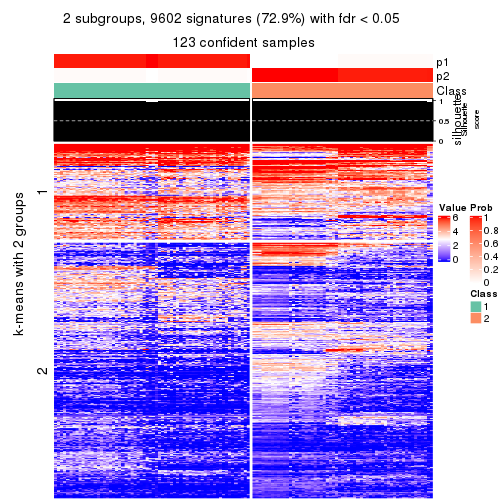 2 subgroups, 9602 signatures (72.9%) with fdr < 0.05
123 confident samples
p1
p2
Class
silhouette
Silhouette
score
1
0.5
0
k-means with 2 groups
1
2
Value
6
4
2
0
Prob
1
0.8
0.6
0.4
0.2
0
Class
1
2